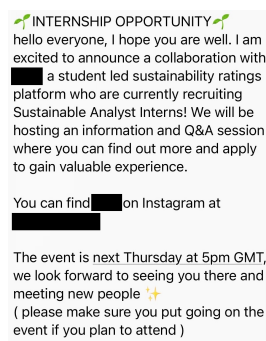 🌱INTERNSHIP OPPORTUNITY🌱
hello everyone, I hope you are well. I am
excited to announce a collaboration with
a student led sustainability ratings
platform who are currently recruiting
Sustainable Analyst Interns! We will be
hosting an information and Q&A session
where you can find out more and apply
to gain valuable experience.
You can find on Instagram at
The event is next Thursday at 5pm GMT,
we look forward to seeing you there and
meeting new people ✨
( please make sure you put going on the
event if you plan to attend )